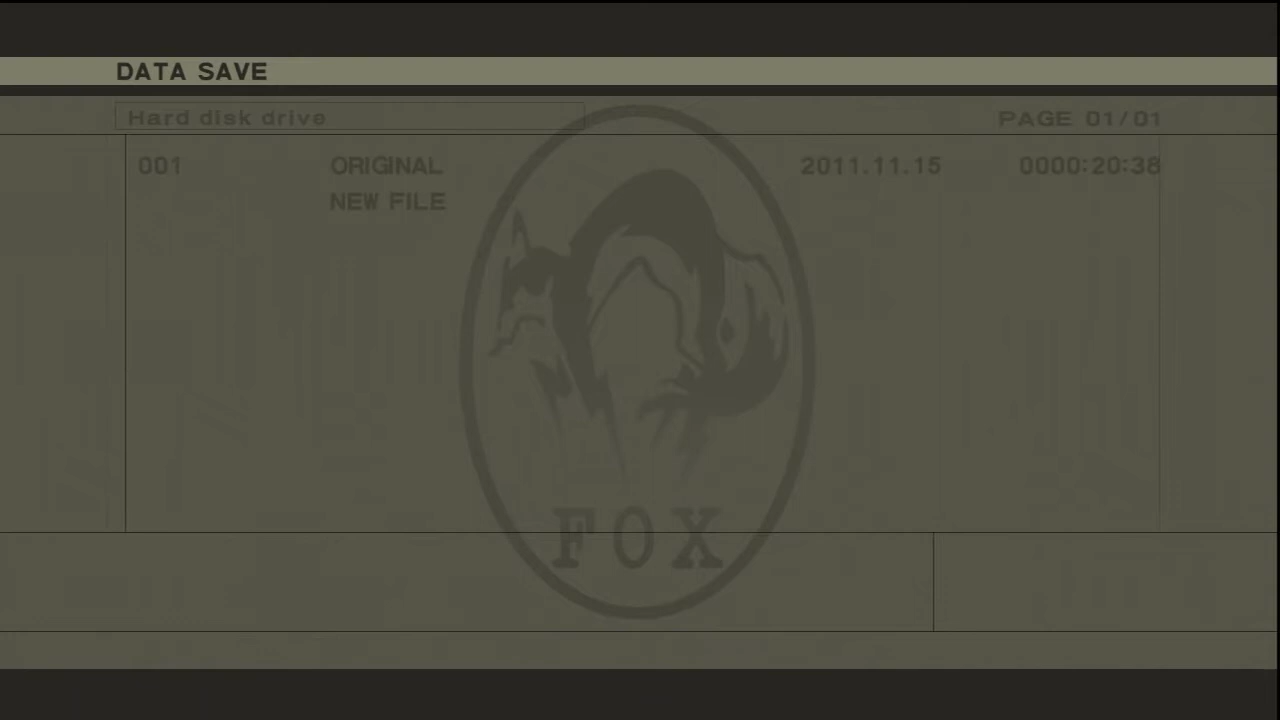 DATA SAVE
Hard disk drive PAGE 01/01
001 ORIGINAL 2011.11.15 0000:20:38
NEW FILE
FOX